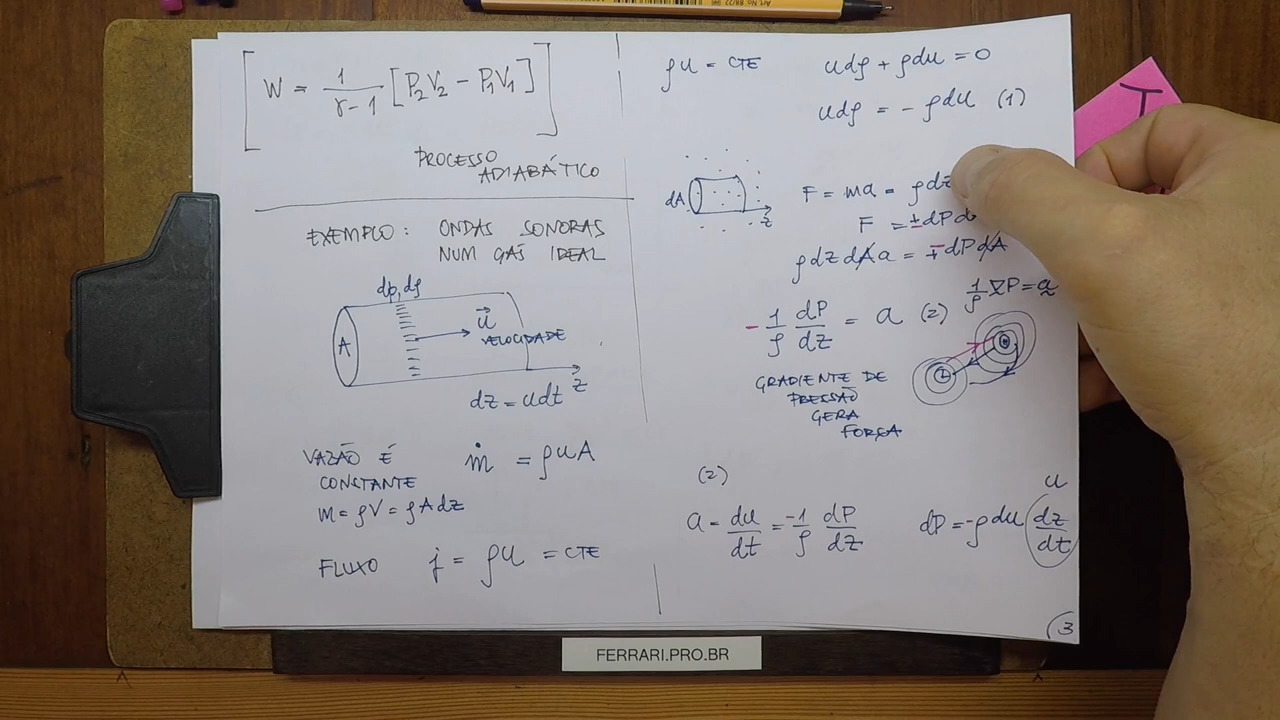 W = 1/(γ-1) [P₂V₂ - P₁V₁]
PROCESSO
ADIABÁTICO
EXEMPLO: ONDAS SONORAS
NUM GÁS IDEAL
dp, dρ
A
u⃗
VELOCIDADE
z
dz = udt
VAZÃO É
CONSTANTE
ṁ = ρuA
m = ρV = ρAdz
FLUXO j = ρu = CTE
ρu = CTE
udρ + ρdu = 0
udρ = - ρdu (1)
dA
z
F = ma = ρdz
F = ±dP
ρdzdAa = ∓dPdA
1/ρ ∇P = a
-1/ρ dP/dz = a (2)
GRADIENTE DE
PRESSÃO
GERA
FORÇA
L
(2)
a = du/dt = -1/ρ dP/dz
u
dP = -ρdu dz/dt
3
FERRARI.PRO.BR